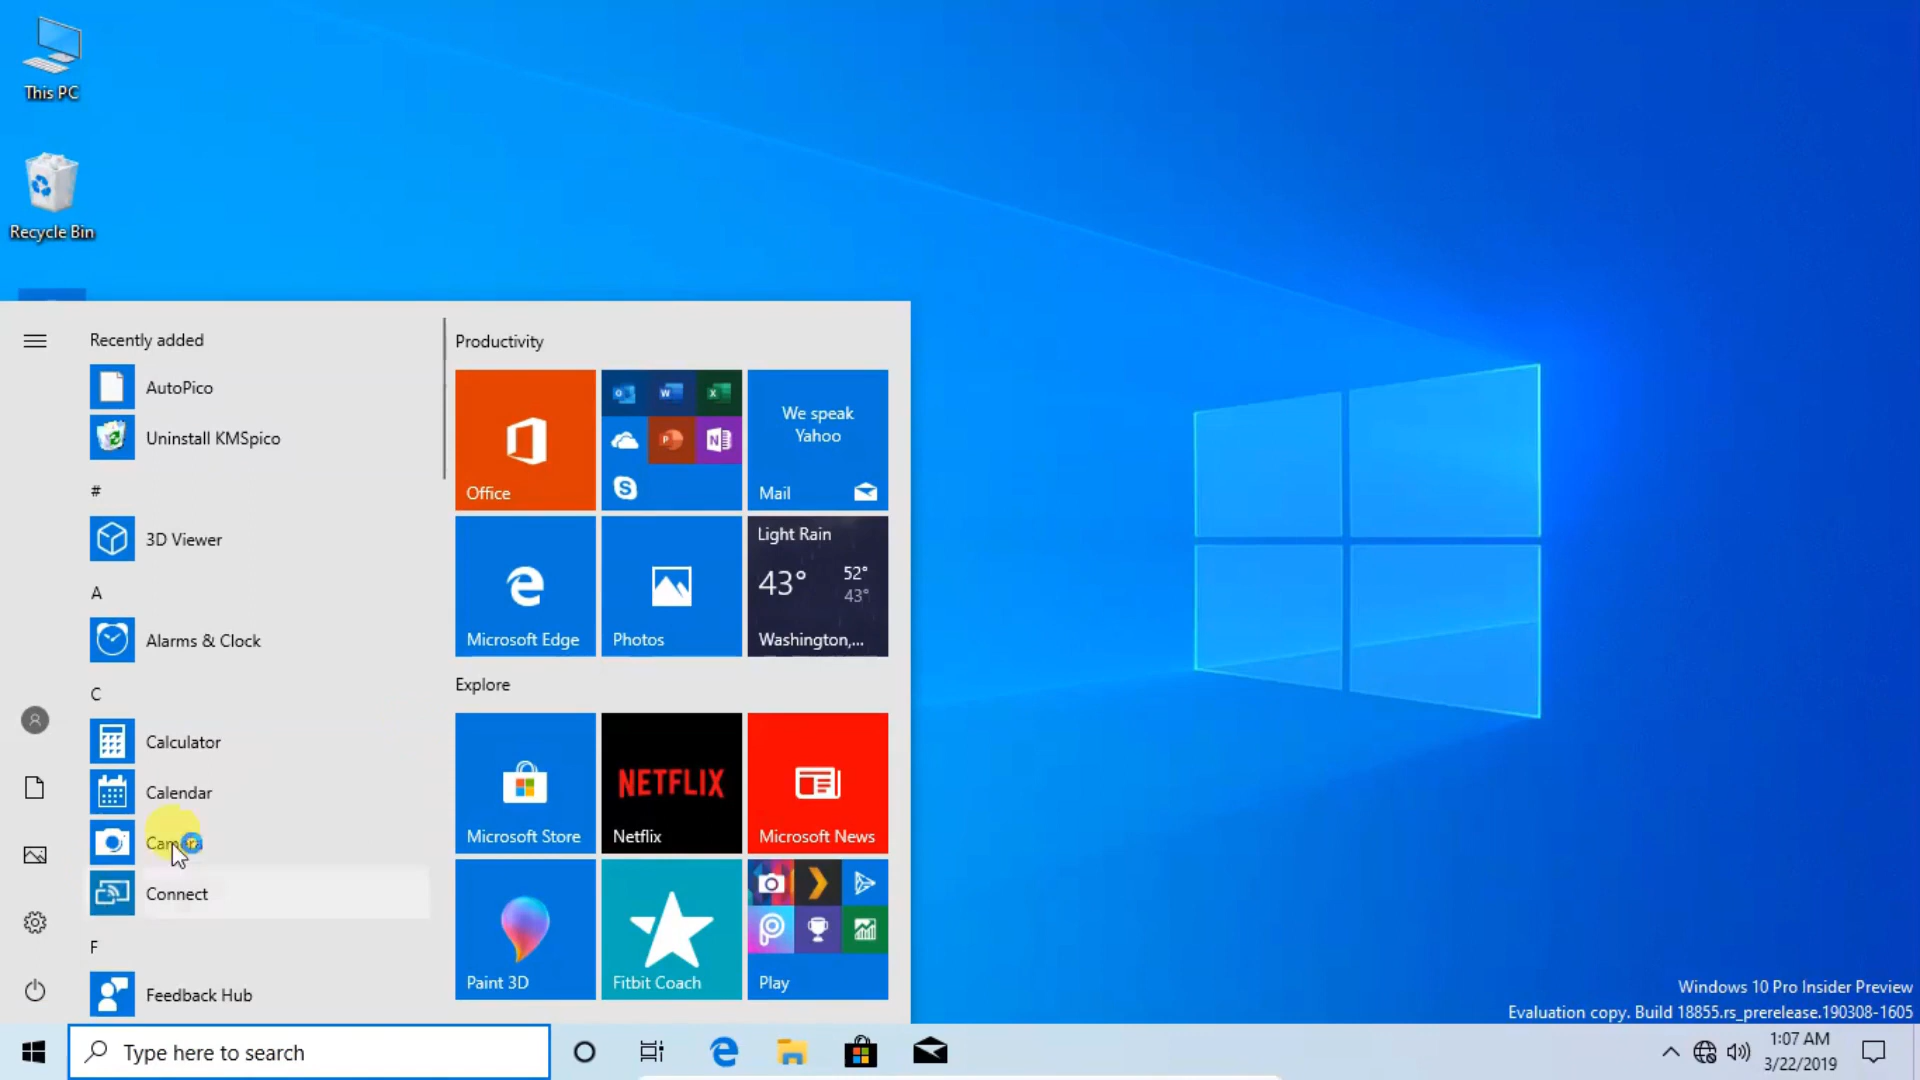 This PC
Recycle Bin
Recently added
AutoPico
Uninstall KMSpico
#
3D Viewer
A
Alarms & Clock
C
Calculator
Calendar
Camera
Connect
F
Feedback Hub
Productivity
Office
We speak
Yahoo
Mail
Microsoft Edge
Photos
Light Rain
43° 52°
43°
Washington,...
Explore
Microsoft Store
NETFLIX
Netflix
Microsoft News
Paint 3D
Fitbit Coach
Play
Windows 10 Pro Insider Preview
Evaluation copy. Build 18855.rs_prerelease.190308-1605
Type here to search
1:07 AM
3/22/2019